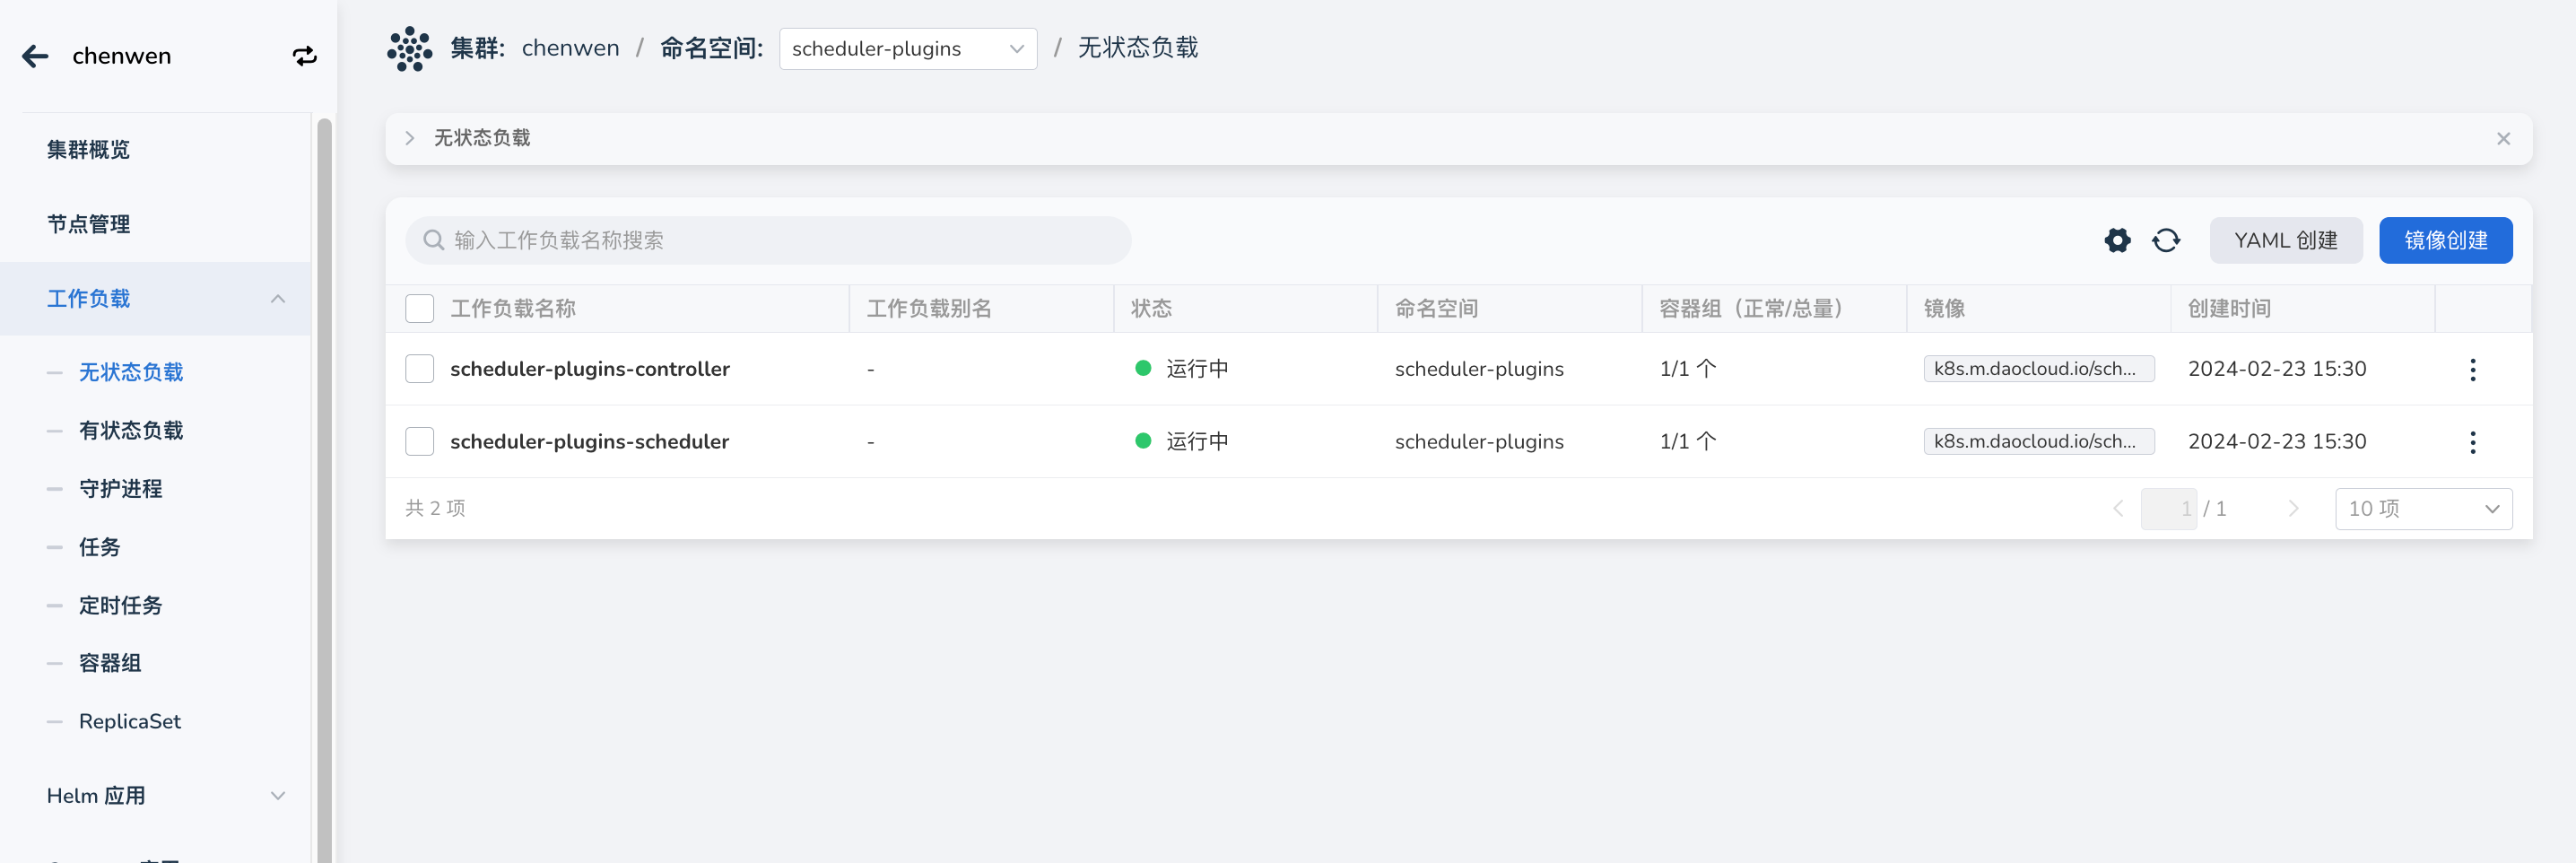 chenwen
集群: chenwen / 命名空间: scheduler-plugins / 无状态负载
集群概览
节点管理
工作负载
无状态负载
有状态负载
守护进程
任务
定时任务
容器组
ReplicaSet
Helm 应用
无状态负载
输入工作负载名称搜索
YAML 创建
镜像创建
工作负载名称 工作负载别名 状态 命名空间 容器组（正常/总量） 镜像 创建时间
scheduler-plugins-controller - 运行中 scheduler-plugins 1/1 个 k8s.m.daocloud.io/sch... 2024-02-23 15:30
scheduler-plugins-scheduler - 运行中 scheduler-plugins 1/1 个 k8s.m.daocloud.io/sch... 2024-02-23 15:30
共 2 项
1 / 1
10 项